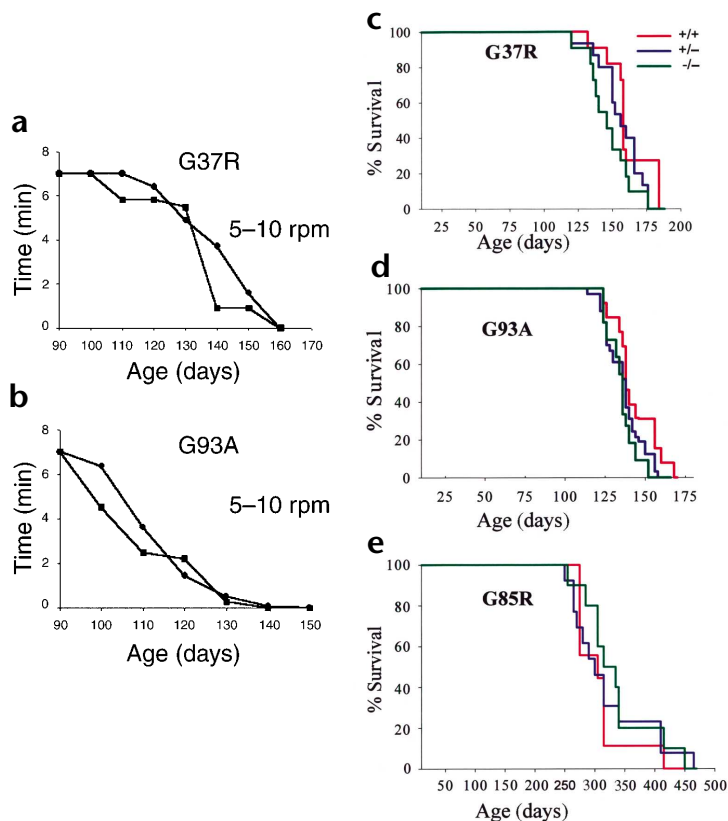 a
G37R
5–10 rpm
Time (min)
8
6
4
2
0
90 100 110 120 130 140 150 160 170
Age (days)
b
G93A
5–10 rpm
Time (min)
8
6
4
2
0
90 100 110 120 130 140 150
Age (days)
c
G37R
+/+
+/−
-/−
% Survival
100
80
60
40
20
0
25 50 75 100 125 150 175 200
Age (days)
d
G93A
% Survival
100
80
60
40
20
0
25 50 75 100 125 150 175
Age (days)
e
G85R
% Survival
100
80
60
40
20
0
50 100 150 200 250 300 350 400 450 500
Age (days)